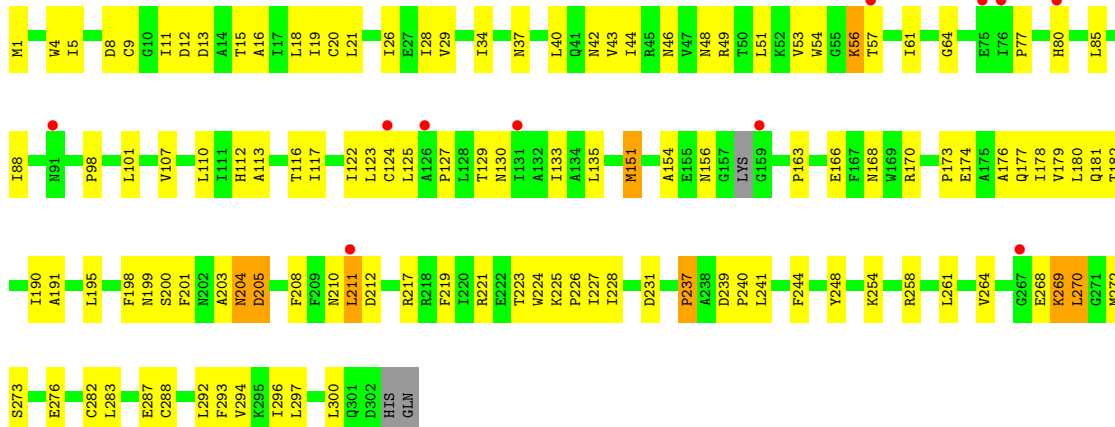 M1 W4 I5 D8 C9 G10 I11 D12 D13 A14 T15 A16 I17 L18 I19 C20 L21 I26 E27 I28 V29 I34 N37 L40 Q41 N42 V43 I44 R45 N46 V47 N48 R49 T50 L51 K52 V53 W54 G55 K56 T57 I61 G64 E75 I76 P77 H80 L85
I88 N91 P98 L101 V107 L110 I111 H112 A113 T116 I117 I122 L123 C124 L125 A126 P127 L128 T129 N130 I131 A132 I133 A134 L135 M151 A154 E155 N156 G157 LYS G159 P163 E166 F167 N168 W169 R170 P173 E174 A175 A176 Q177 I178 V179 L180 Q181
I190 A191 L195 F198 N199 S200 F201 N202 A203 N204 D205 F208 F209 N210 L211 D212 R217 R218 F219 I220 R221 E222 T223 W224 K225 P226 I227 I228 D231 P237 A238 D239 P240 L241 F244 Y248 K254 R258 L261 V264 G267 E268 K269 L270 G271
S273 E276 C282 L283 E287 C288 L292 F293 V294 K295 I296 L297 L300 Q301 D302 HIS GLN